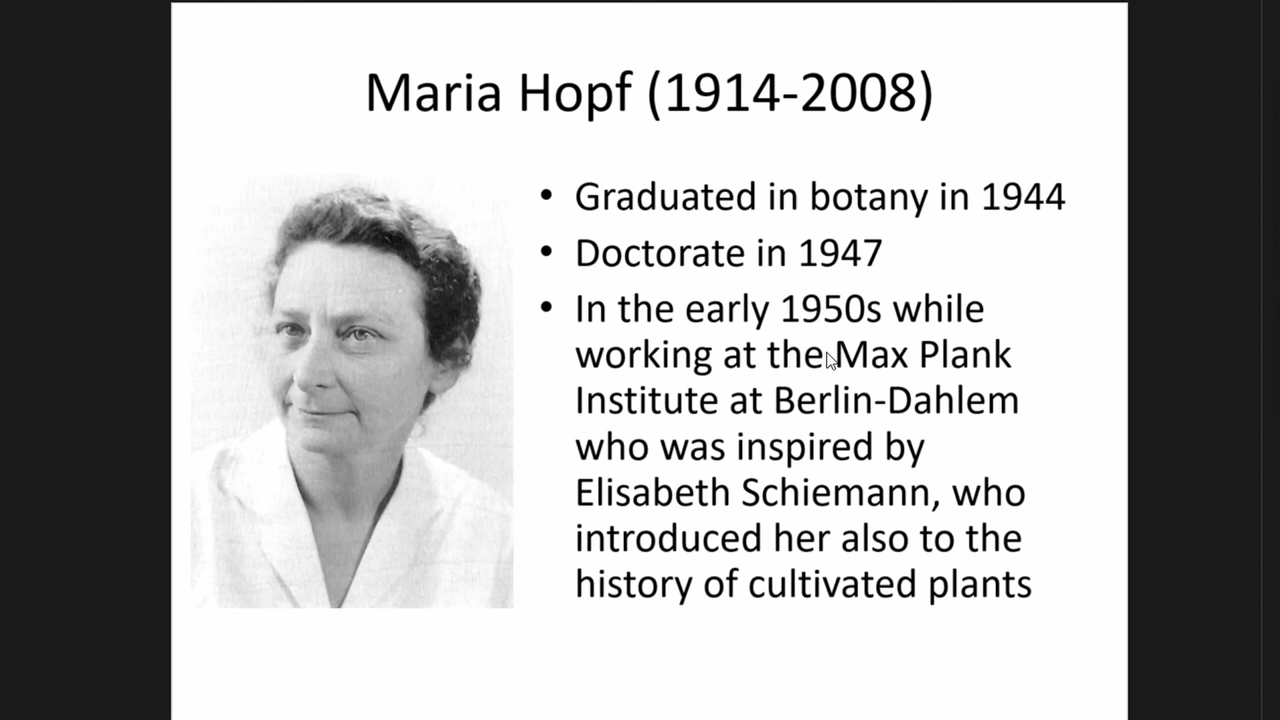 Maria Hopf (1914-2008)
• Graduated in botany in 1944
• Doctorate in 1947
• In the early 1950s while
working at the Max Plank
Institute at Berlin-Dahlem
who was inspired by
Elisabeth Schiemann, who
introduced her also to the
history of cultivated plants